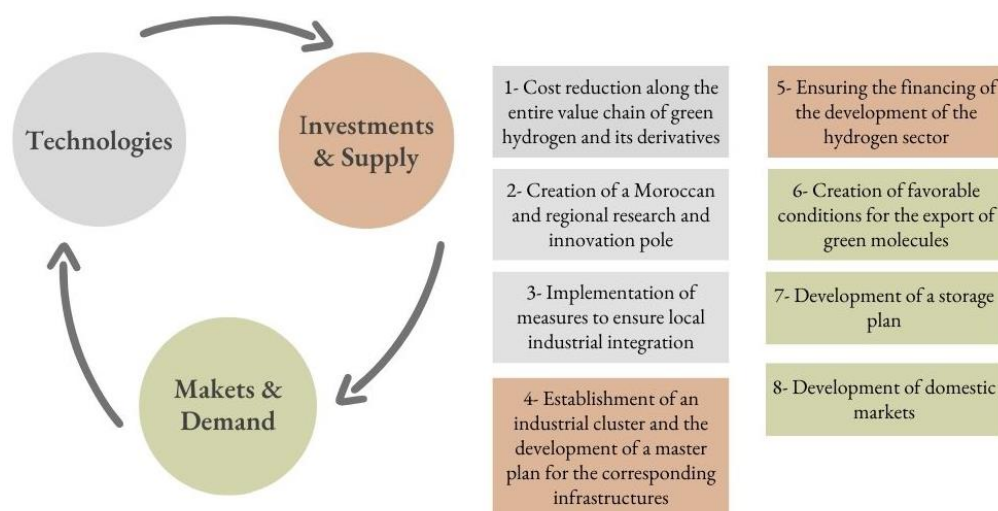 Technologies
Investments
& Supply
Makets &
Demand
1- Cost reduction along the
entire value chain of green
hydrogen and its derivatives
2- Creation of a Moroccan
and regional research and
innovation pole
3- Implementation of
measures to ensure local
industrial integration
4- Establishment of an
industrial cluster and the
development of a master
plan for the corresponding
infrastructures
5- Ensuring the financing of
the development of the
hydrogen sector
6- Creation of favorable
conditions for the export of
green molecules
7- Development of a storage
plan
8- Development of domestic
markets